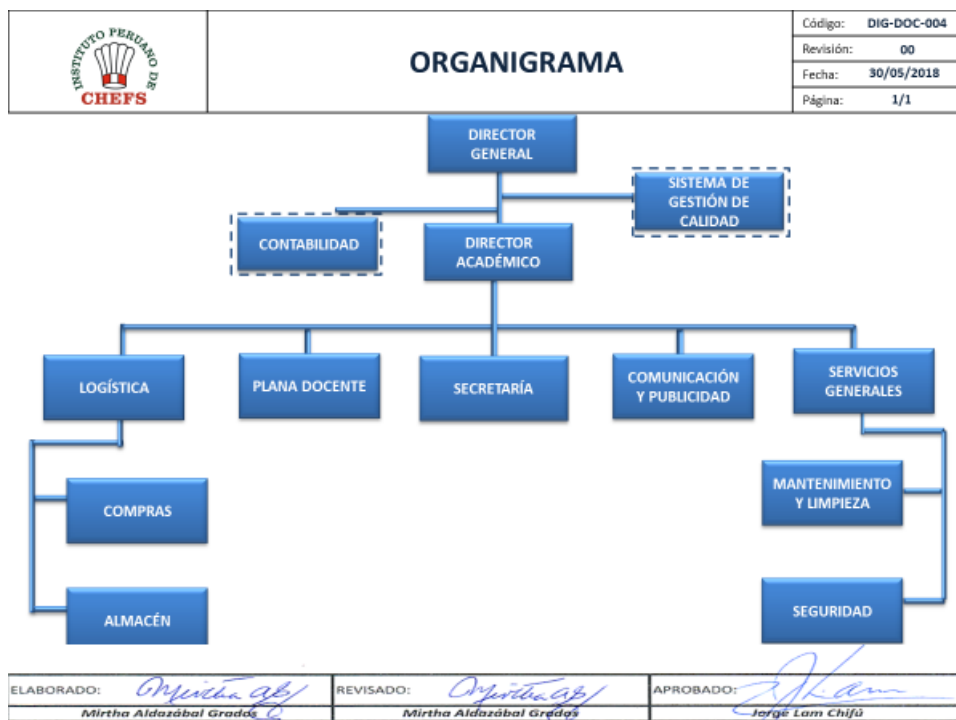 INSTITUTO PERUANO DE
CHEFS
ORGANIGRAMA
Código: DIG-DOC-004
Revisión: 00
Fecha: 30/05/2018
Página: 1/1
DIRECTOR
GENERAL
SISTEMA DE
GESTIÓN DE
CALIDAD
CONTABILIDAD
DIRECTOR
ACADÉMICO
LOGÍSTICA
PLANA DOCENTE
SECRETARÍA
COMUNICACIÓN
Y PUBLICIDAD
SERVICIOS
GENERALES
COMPRAS
MANTENIMIENTO
Y LIMPIEZA
ALMACÉN
SEGURIDAD
ELABORADO:
Mirtha Aldazábal Grados
REVISADO:
Mirtha Aldazábal Grados
APROBADO:
Jorge Lam Chifú